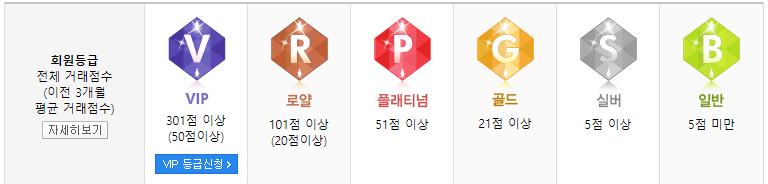 회원등급
전체 거래점수
(이전 3개월
평균 거래점수)
자세히보기
V
VIP
301점 이상
(50점이상)
VIP 등급신청 >
R
로얄
101점 이상
(20점이상)
P
플래티넘
51점 이상
G
골드
21점 이상
S
실버
5점 이상
B
일반
5점 미만